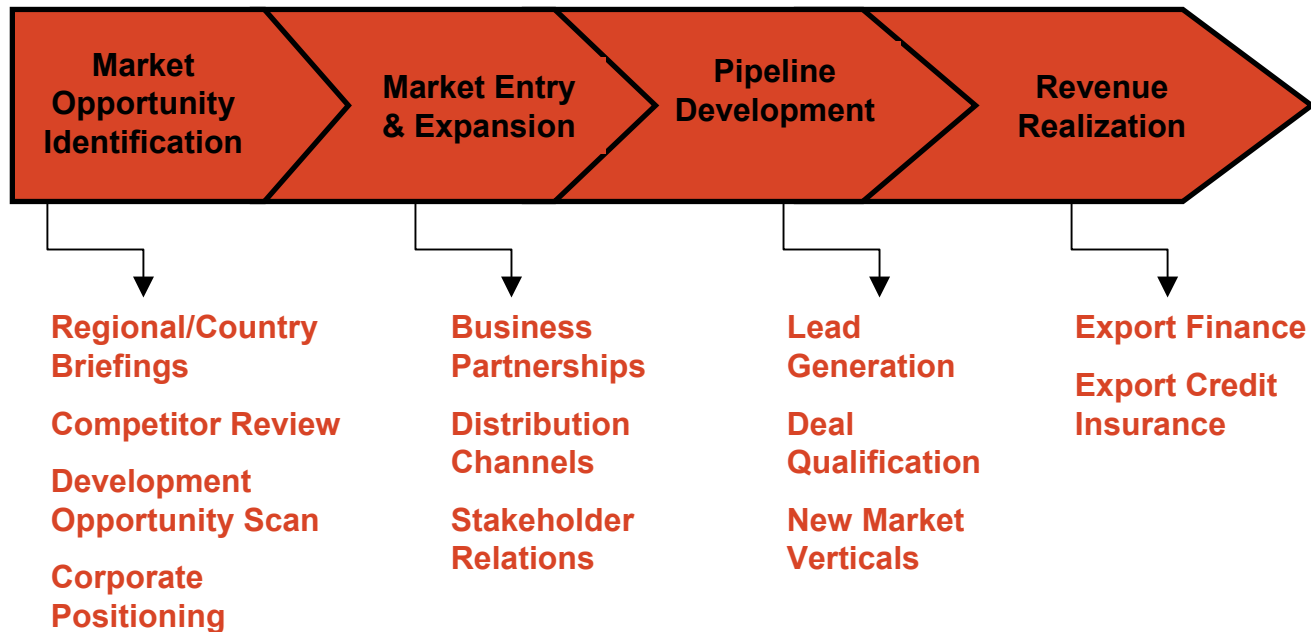 Market
Opportunity
Identification
Market Entry
& Expansion
Pipeline
Development
Revenue
Realization
Regional/Country
Briefings
Competitor Review
Development
Opportunity Scan
Corporate
Positioning
Business
Partnerships
Distribution
Channels
Stakeholder
Relations
Lead
Generation
Deal
Qualification
New Market
Verticals
Export Finance
Export Credit
Insurance